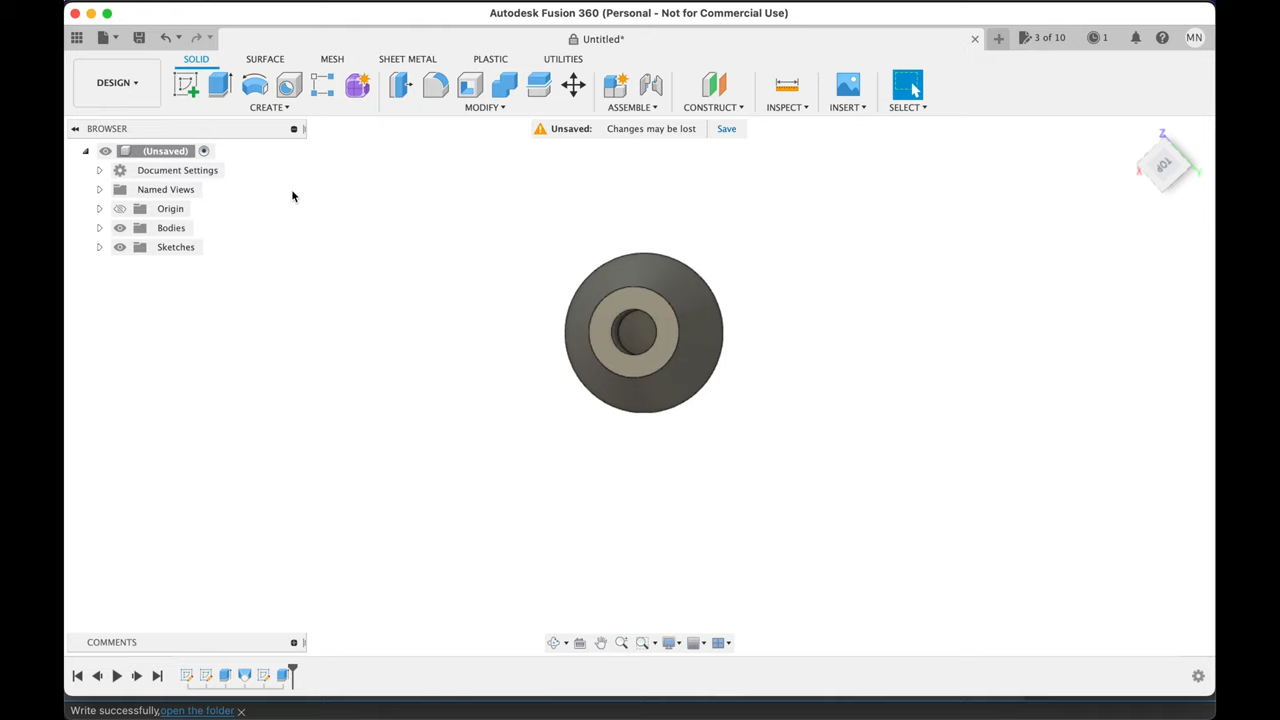 Autodesk Fusion 360 (Personal - Not for Commercial Use)
Untitled*
3 of 10
1
MN
DESIGN
SOLID
SURFACE
MESH
SHEET METAL
PLASTIC
UTILITIES
CREATE
MODIFY
ASSEMBLE
CONSTRUCT
INSPECT
INSERT
SELECT
BROWSER
Unsaved: Changes may be lost Save
(Unsaved)
Document Settings
Named Views
Origin
Bodies
Sketches
Z
X
Y
TOP
COMMENTS
Write successfully,open the folder